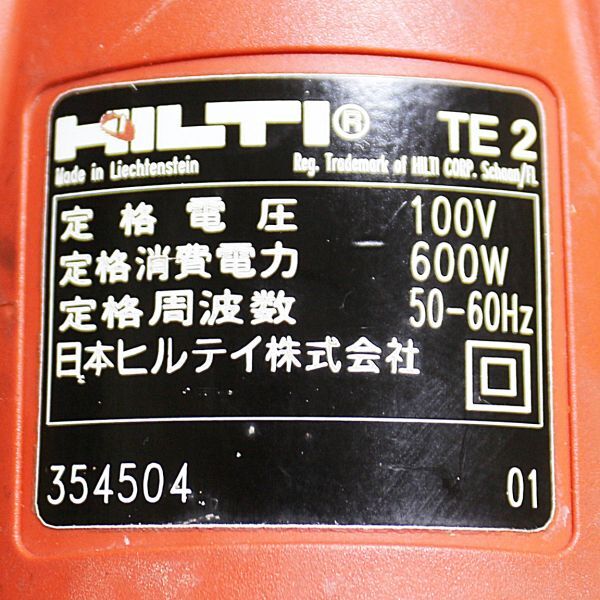 HILTI® TE 2
Made in Liechtenstein Reg. Trademark of HILTI CORP. Schaan/FL
定格電圧 100V
定格消費電力 600W
定格周波数 50-60Hz
日本ヒルテイ株式会社
354504 01